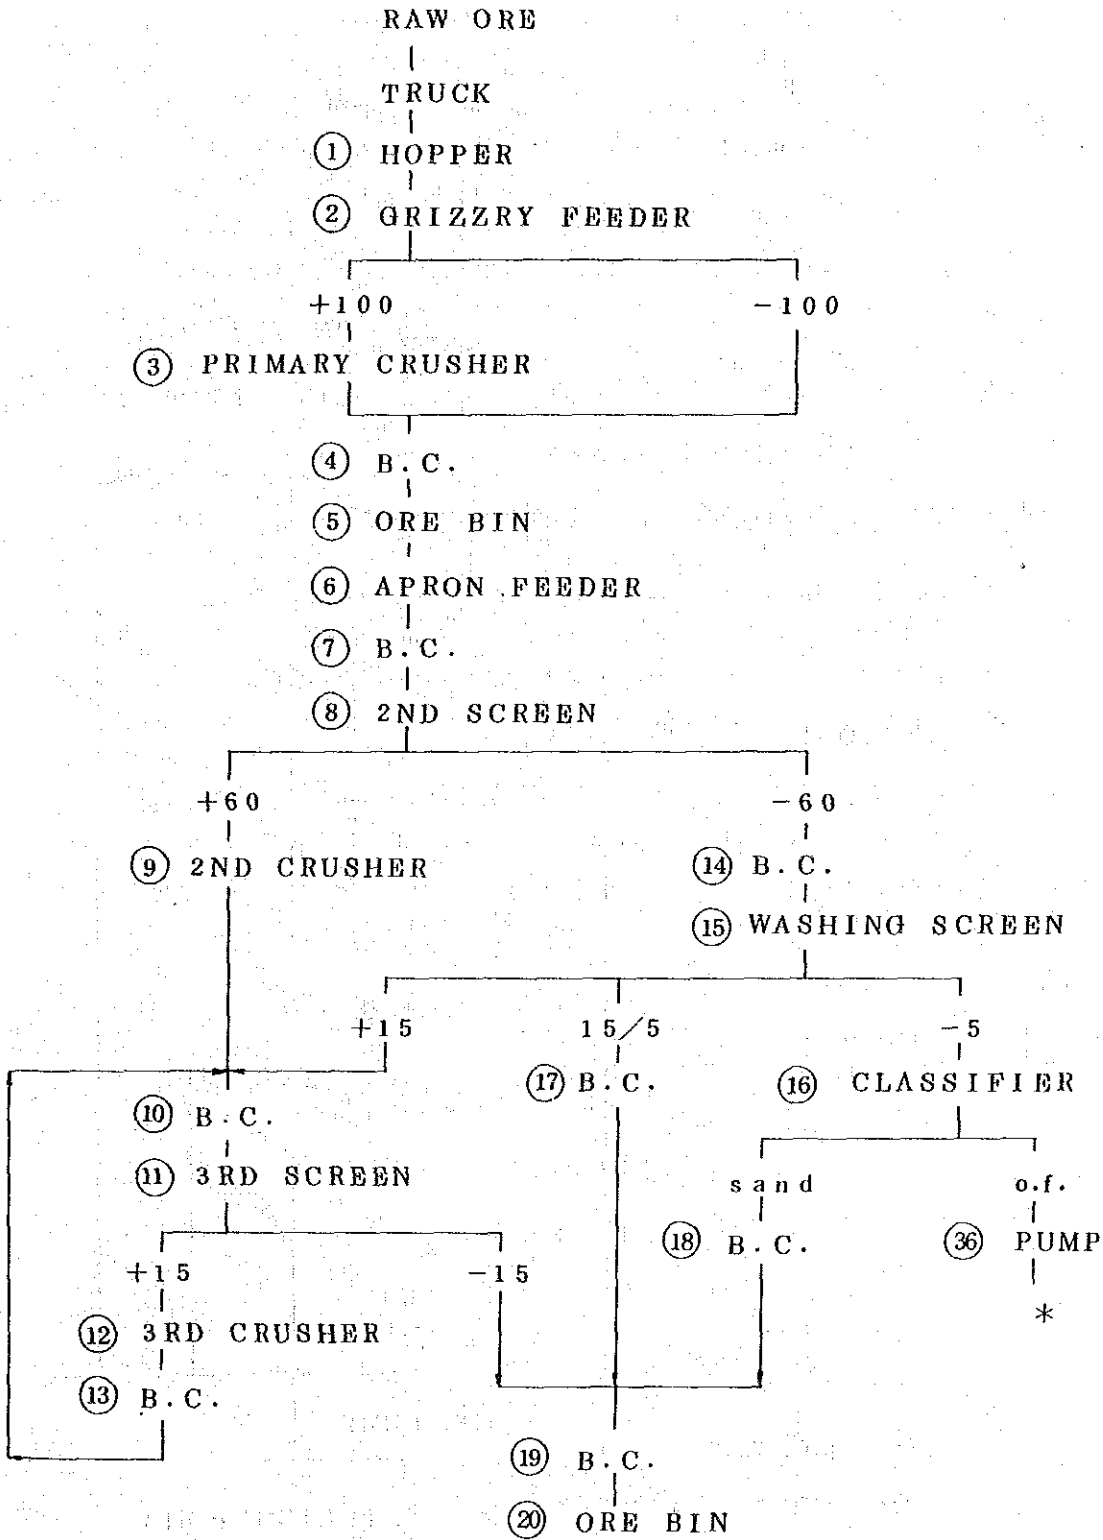 RAW ORE
TRUCK
① HOPPER
② GRIZZRY FEEDER
+100 -100
③ PRIMARY CRUSHER
④ B.C.
⑤ ORE BIN
⑥ APRON FEEDER
⑦ B.C.
⑧ 2ND SCREEN
+60 -60
⑨ 2ND CRUSHER ⑭ B.C.
⑮ WASHING SCREEN
+15 15/5 -5
⑰ B.C. ⑯ CLASSIFIER
⑩ B.C.
⑪ 3RD SCREEN sand o.f.
⑱ B.C. ㊱ PUMP
+15 -15
*
⑫ 3RD CRUSHER
⑬ B.C.
⑲ B.C.
⑳ ORE BIN